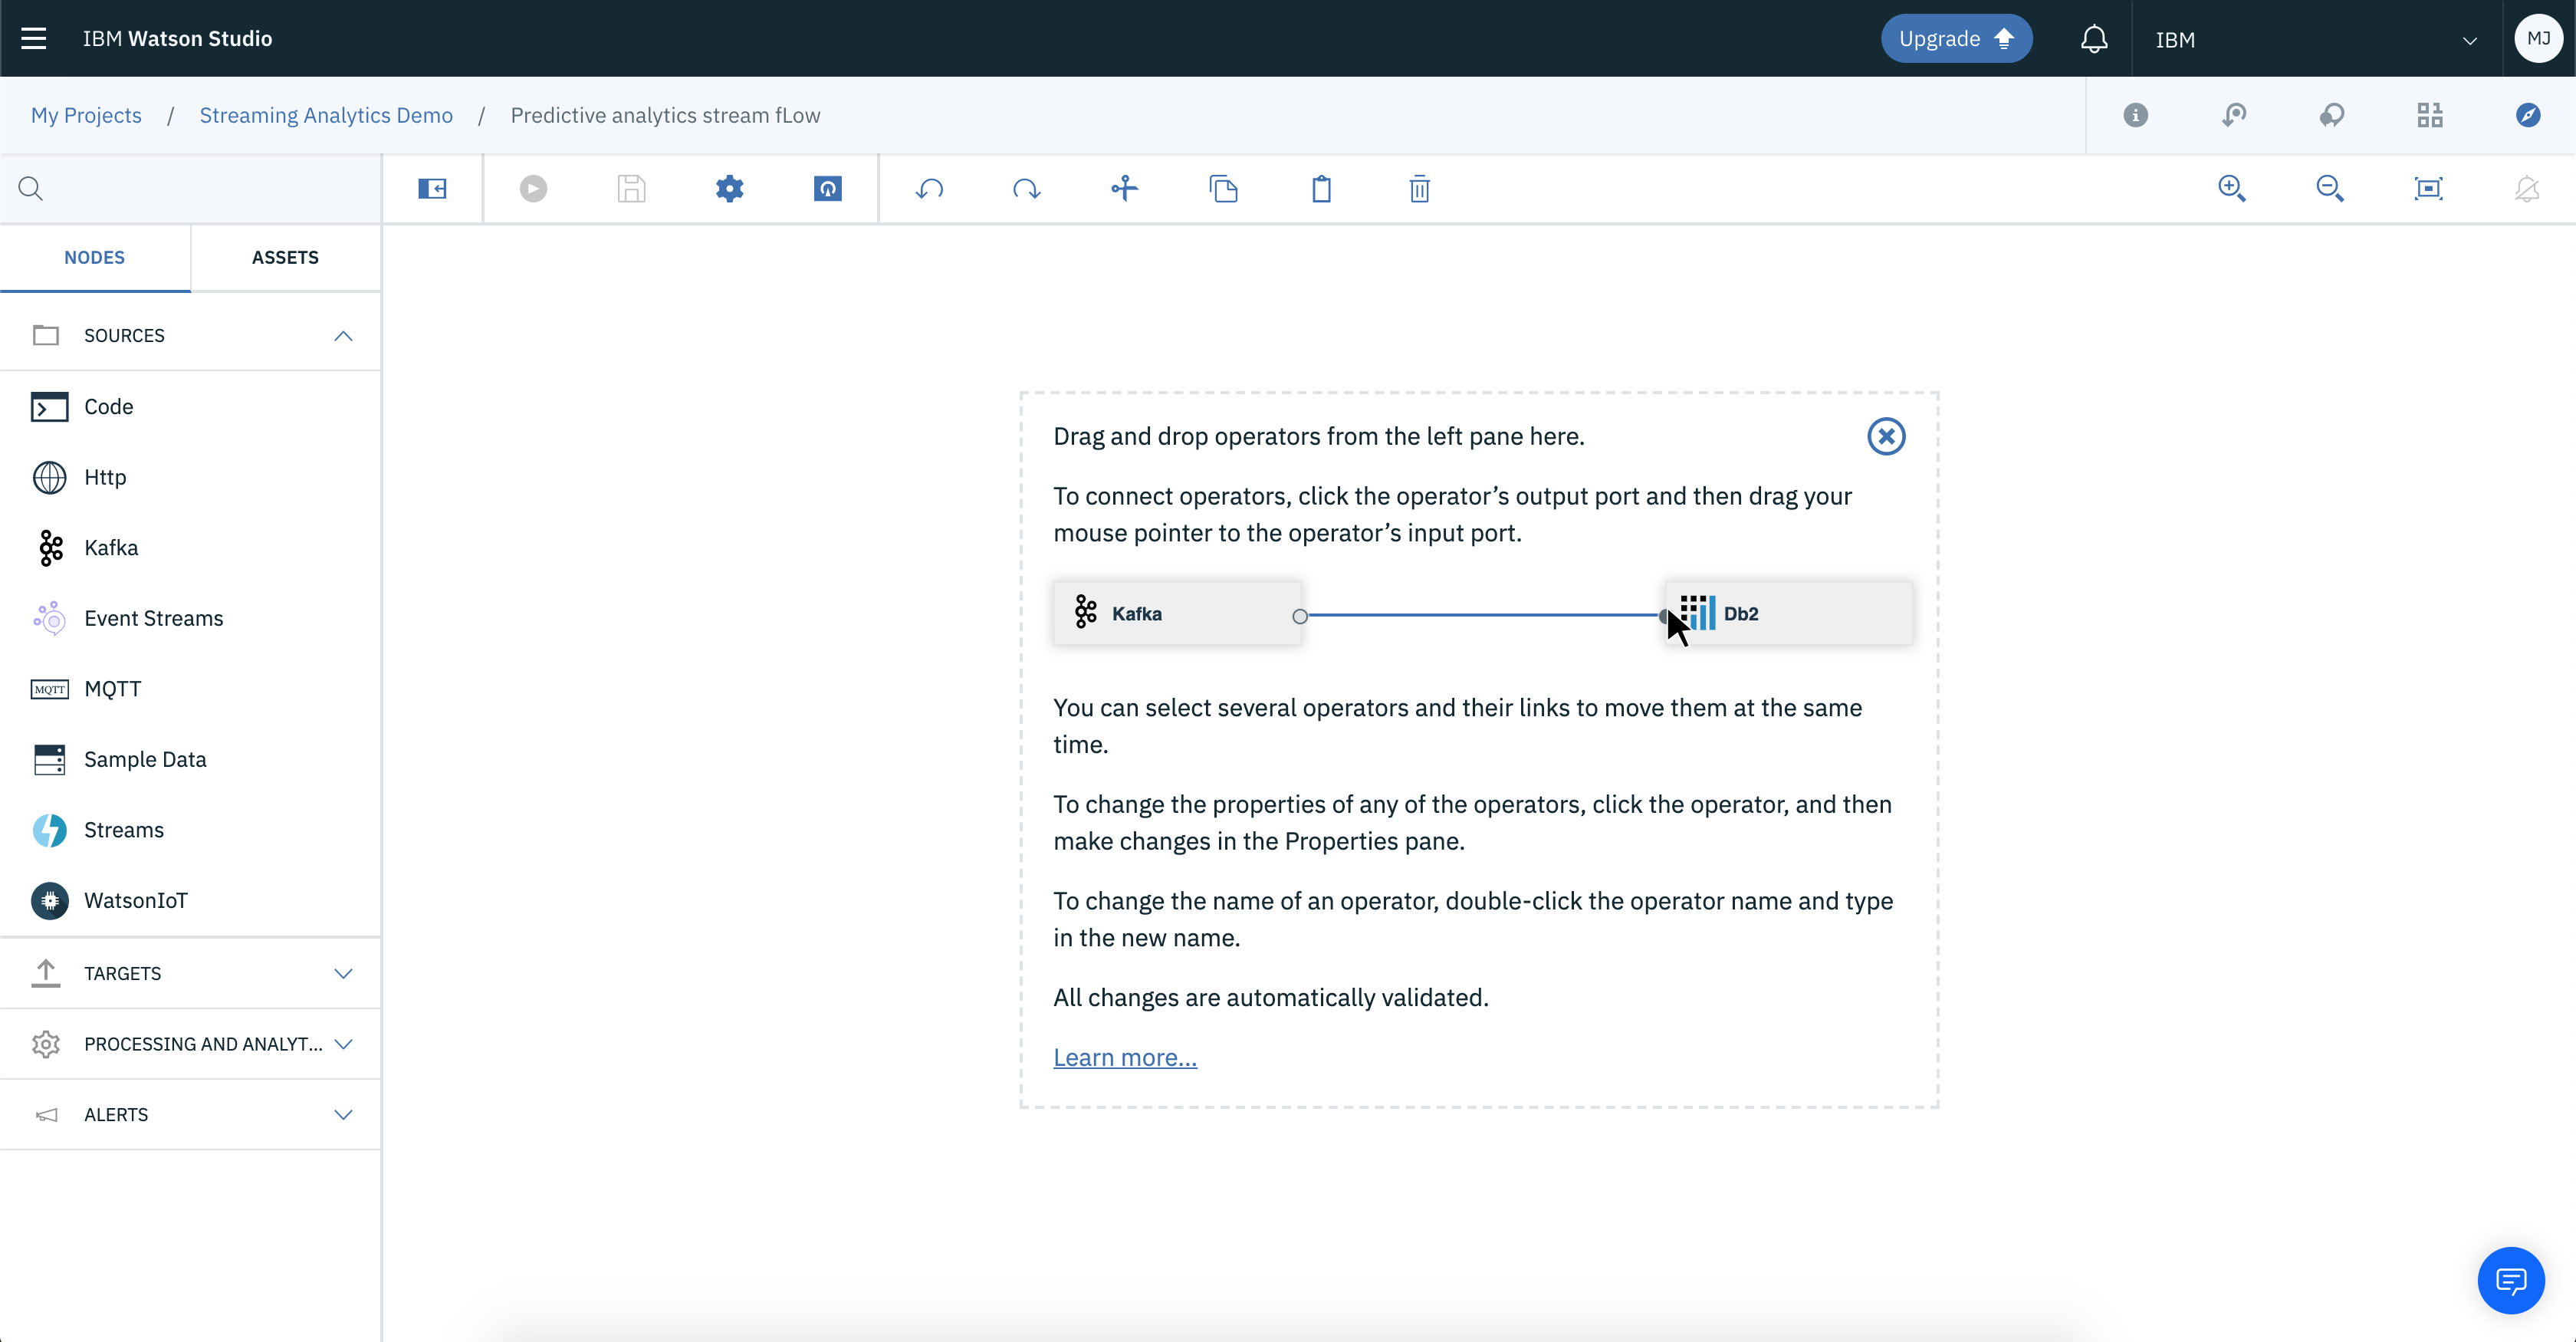 IBM Watson Studio
Upgrade
IBM
MJ
My Projects / Streaming Analytics Demo / Predictive analytics stream fLow
NODES
ASSETS
SOURCES
Code
Http
Kafka
Event Streams
MQTT MQTT
Sample Data
Streams
WatsonIoT
TARGETS
PROCESSING AND ANALYT...
ALERTS
Drag and drop operators from the left pane here.
To connect operators, click the operator’s output port and then drag your
mouse pointer to the operator’s input port.
Kafka
Db2
You can select several operators and their links to move them at the same
time.
To change the properties of any of the operators, click the operator, and then
make changes in the Properties pane.
To change the name of an operator, double-click the operator name and type
in the new name.
All changes are automatically validated.
Learn more...